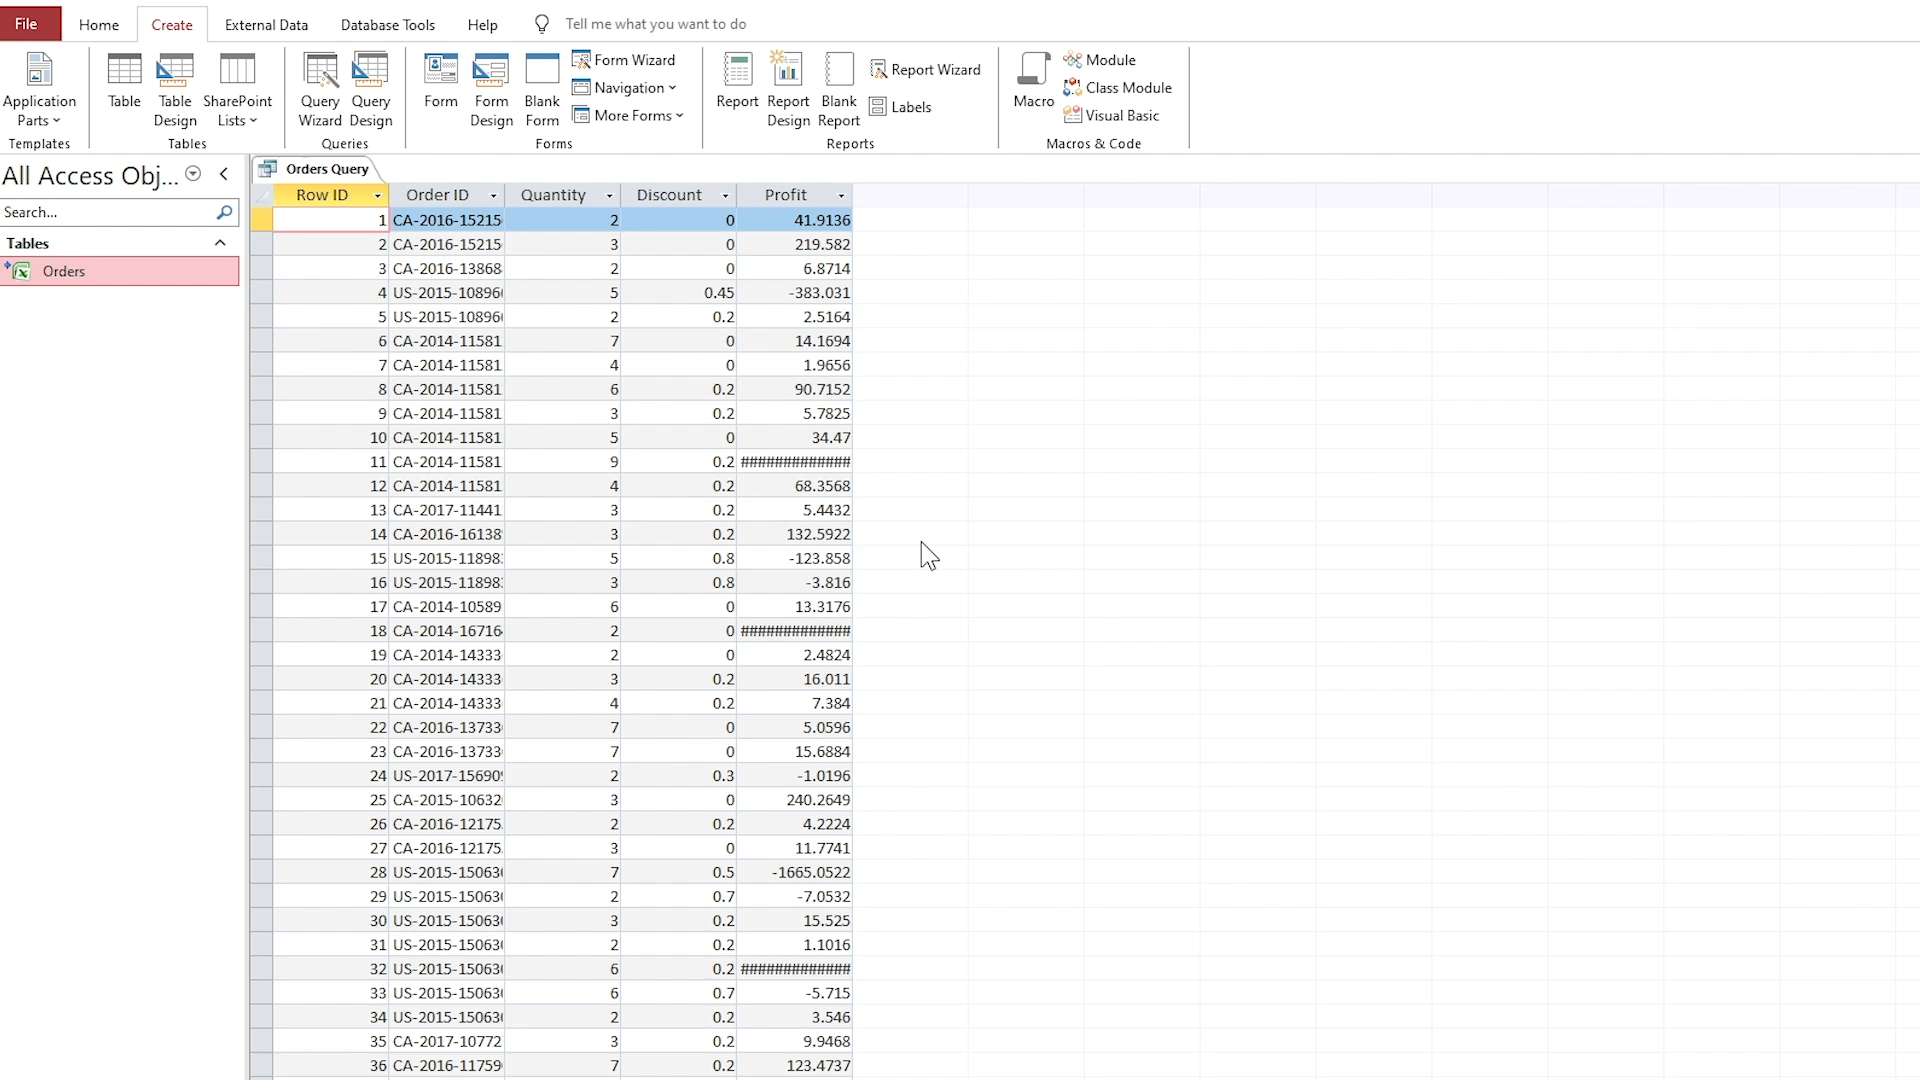 File Home Create External Data Database Tools Help Tell me what you want to do
Application Parts Table Table Design SharePoint Lists Query Wizard Query Design Form Form Design Blank Form Form Wizard Navigation More Forms Report Report Design Blank Report Report Wizard Labels Macro Module Class Module Visual Basic
Templates Tables Queries Forms Reports Macros & Code
All Access Obj...
Search...
Tables
Orders
Orders Query
Row ID Order ID Quantity Discount Profit
1 CA-2016-15215 2 0 41.9136
2 CA-2016-15215 3 0 219.582
3 CA-2016-13868 2 0 6.8714
4 US-2015-10896 5 0.45 -383.031
5 US-2015-10896 2 0.2 2.5164
6 CA-2014-11581 7 0 14.1694
7 CA-2014-11581 4 0 1.9656
8 CA-2014-11581 6 0.2 90.7152
9 CA-2014-11581 3 0.2 5.7825
10 CA-2014-11581 5 0 34.47
11 CA-2014-11581 9 0.2 #############
12 CA-2014-11581 4 0.2 68.3568
13 CA-2017-11441 3 0.2 5.4432
14 CA-2016-16138 3 0.2 132.5922
15 US-2015-11898 5 0.8 -123.858
16 US-2015-11898 3 0.8 -3.816
17 CA-2014-10589 6 0 13.3176
18 CA-2014-16716 2 0 #############
19 CA-2014-14333 2 0 2.4824
20 CA-2014-14333 3 0.2 16.011
21 CA-2014-14333 4 0.2 7.384
22 CA-2016-13733 7 0 5.0596
23 CA-2016-13733 7 0 15.6884
24 US-2017-15690 2 0.3 -1.0196
25 CA-2015-10632 3 0 240.2649
26 CA-2016-12175 2 0.2 4.2224
27 CA-2016-12175 3 0 11.7741
28 US-2015-15063 7 0.5 -1665.0522
29 US-2015-15063 2 0.7 -7.0532
30 US-2015-15063 3 0.2 15.525
31 US-2015-15063 2 0.2 1.1016
32 US-2015-15063 6 0.2 #############
33 US-2015-15063 6 0.7 -5.715
34 US-2015-15063 2 0.2 3.546
35 CA-2017-10772 3 0.2 9.9468
36 CA-2016-11759 7 0.2 123.4737